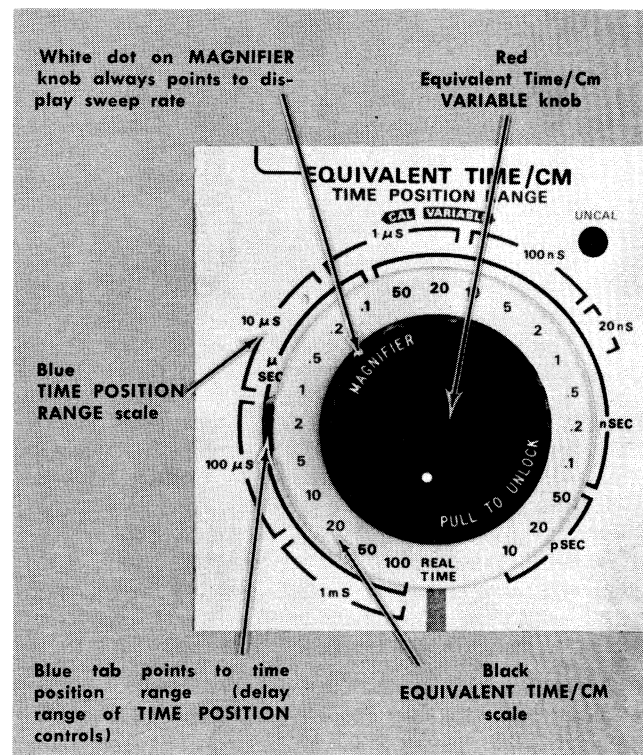 White dot on MAGNIFIER
knob always points to dis-
play sweep rate
Red
Equivalent Time/Cm
VARIABLE knob
EQUIVALENT TIME/CM
TIME POSITION RANGE
CAL VARIABLE
UNCAL
1 μS
100 nS
20 nS
10 μS
100 μS
1 mS
.1
50
20
10
5
2
1
.5
.2
.1
nSEC
50
20
10
pSEC
REAL
TIME
100
50
20
10
5
2
1
.5
.2
μ
SEC
MAGNIFIER
PULL TO UNLOCK
Blue
TIME POSITION
RANGE scale
Blue tab points to time
position range (delay
range of TIME POSITION
controls)
Black
EQUIVALENT TIME/CM
scale